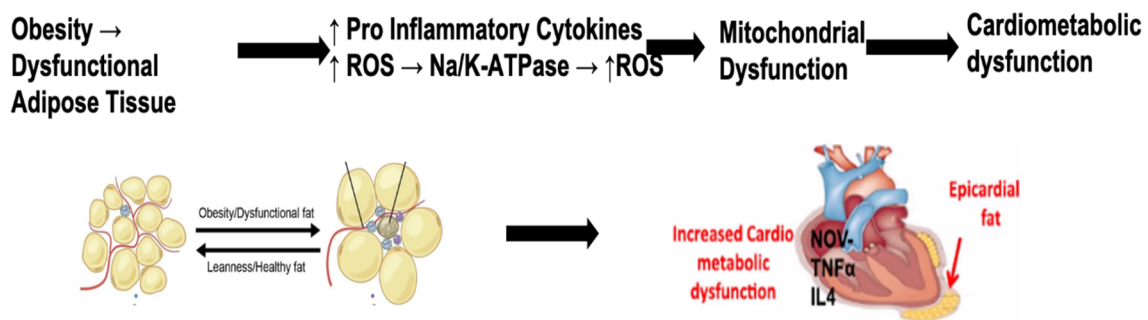 Obesity →
Dysfunctional
Adipose Tissue
↑ Pro Inflammatory Cytokines
↑ ROS → Na/K-ATPase → ↑ROS
Mitochondrial
Dysfunction
Cardiometabolic
dysfunction
Obesity/Dysfunctional fat
Leanness/Healthy fat
Increased Cardio
metabolic
dysfunction
NOV-
TNFα
IL4
Epicardial
fat